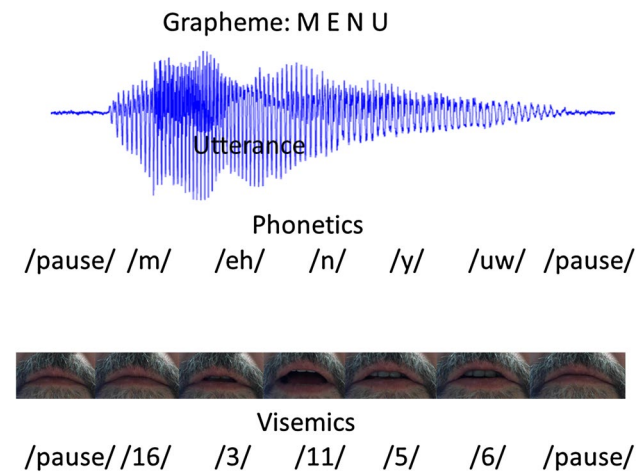 Grapheme: M E N U
Utterance
Phonetics
/pause/ /m/ /eh/ /n/ /y/ /uw/ /pause/
Visemics
/pause/ /16/ /3/ /11/ /5/ /6/ /pause/